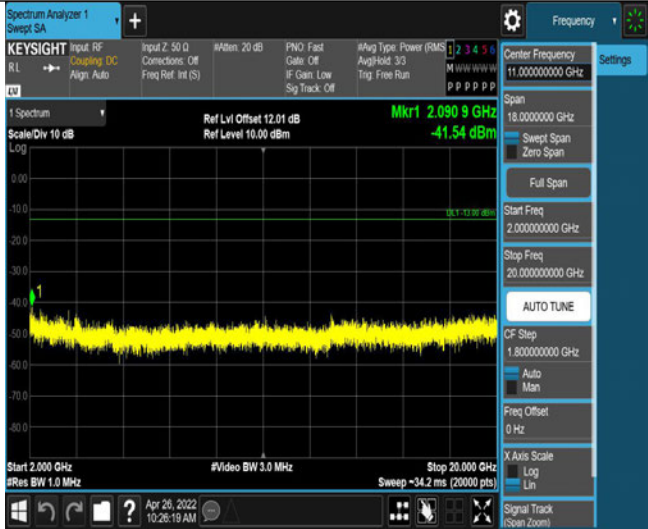 Spectrum Analyzer 1
Swept SA
Frequency
KEYSIGHT
RL
LV
Input: RF
Coupling: DC
Align: Auto
Input Z: 50 Ω
Corrections: Off
Freq Ref: Int (S)
#Atten: 20 dB
PNO: Fast
Gate: Off
IF Gain: Low
Sig Track: Off
#Avg Type: Power (RMS
Avg|Hold: 3/3
Trig: Free Run
1 2 3 4 5 6
M W W W W W
P P P P P P
1 Spectrum
Scale/Div 10 dB
Ref Lvl Offset 12.01 dB
Ref Level 10.00 dBm
Mkr1 2.090 9 GHz
-41.54 dBm
Log
0.00
-10.0
DL1 -13.00 dBm
-20.0
-30.0
1
-40.0
-50.0
-60.0
-70.0
-80.0
Start 2.000 GHz
#Video BW 3.0 MHz
Stop 20.000 GHz
#Res BW 1.0 MHz
Sweep ~34.2 ms (20000 pts)
Apr 26, 2022
10:26:19 AM
Center Frequency
11.000000000 GHz
Settings
Span
18.0000000 GHz
Swept Span
Zero Span
Full Span
Start Freq
2.000000000 GHz
Stop Freq
20.000000000 GHz
AUTO TUNE
CF Step
1.800000000 GHz
Auto
Man
Freq Offset
0 Hz
X Axis Scale
Log
Lin
Signal Track
(Span Zoom)